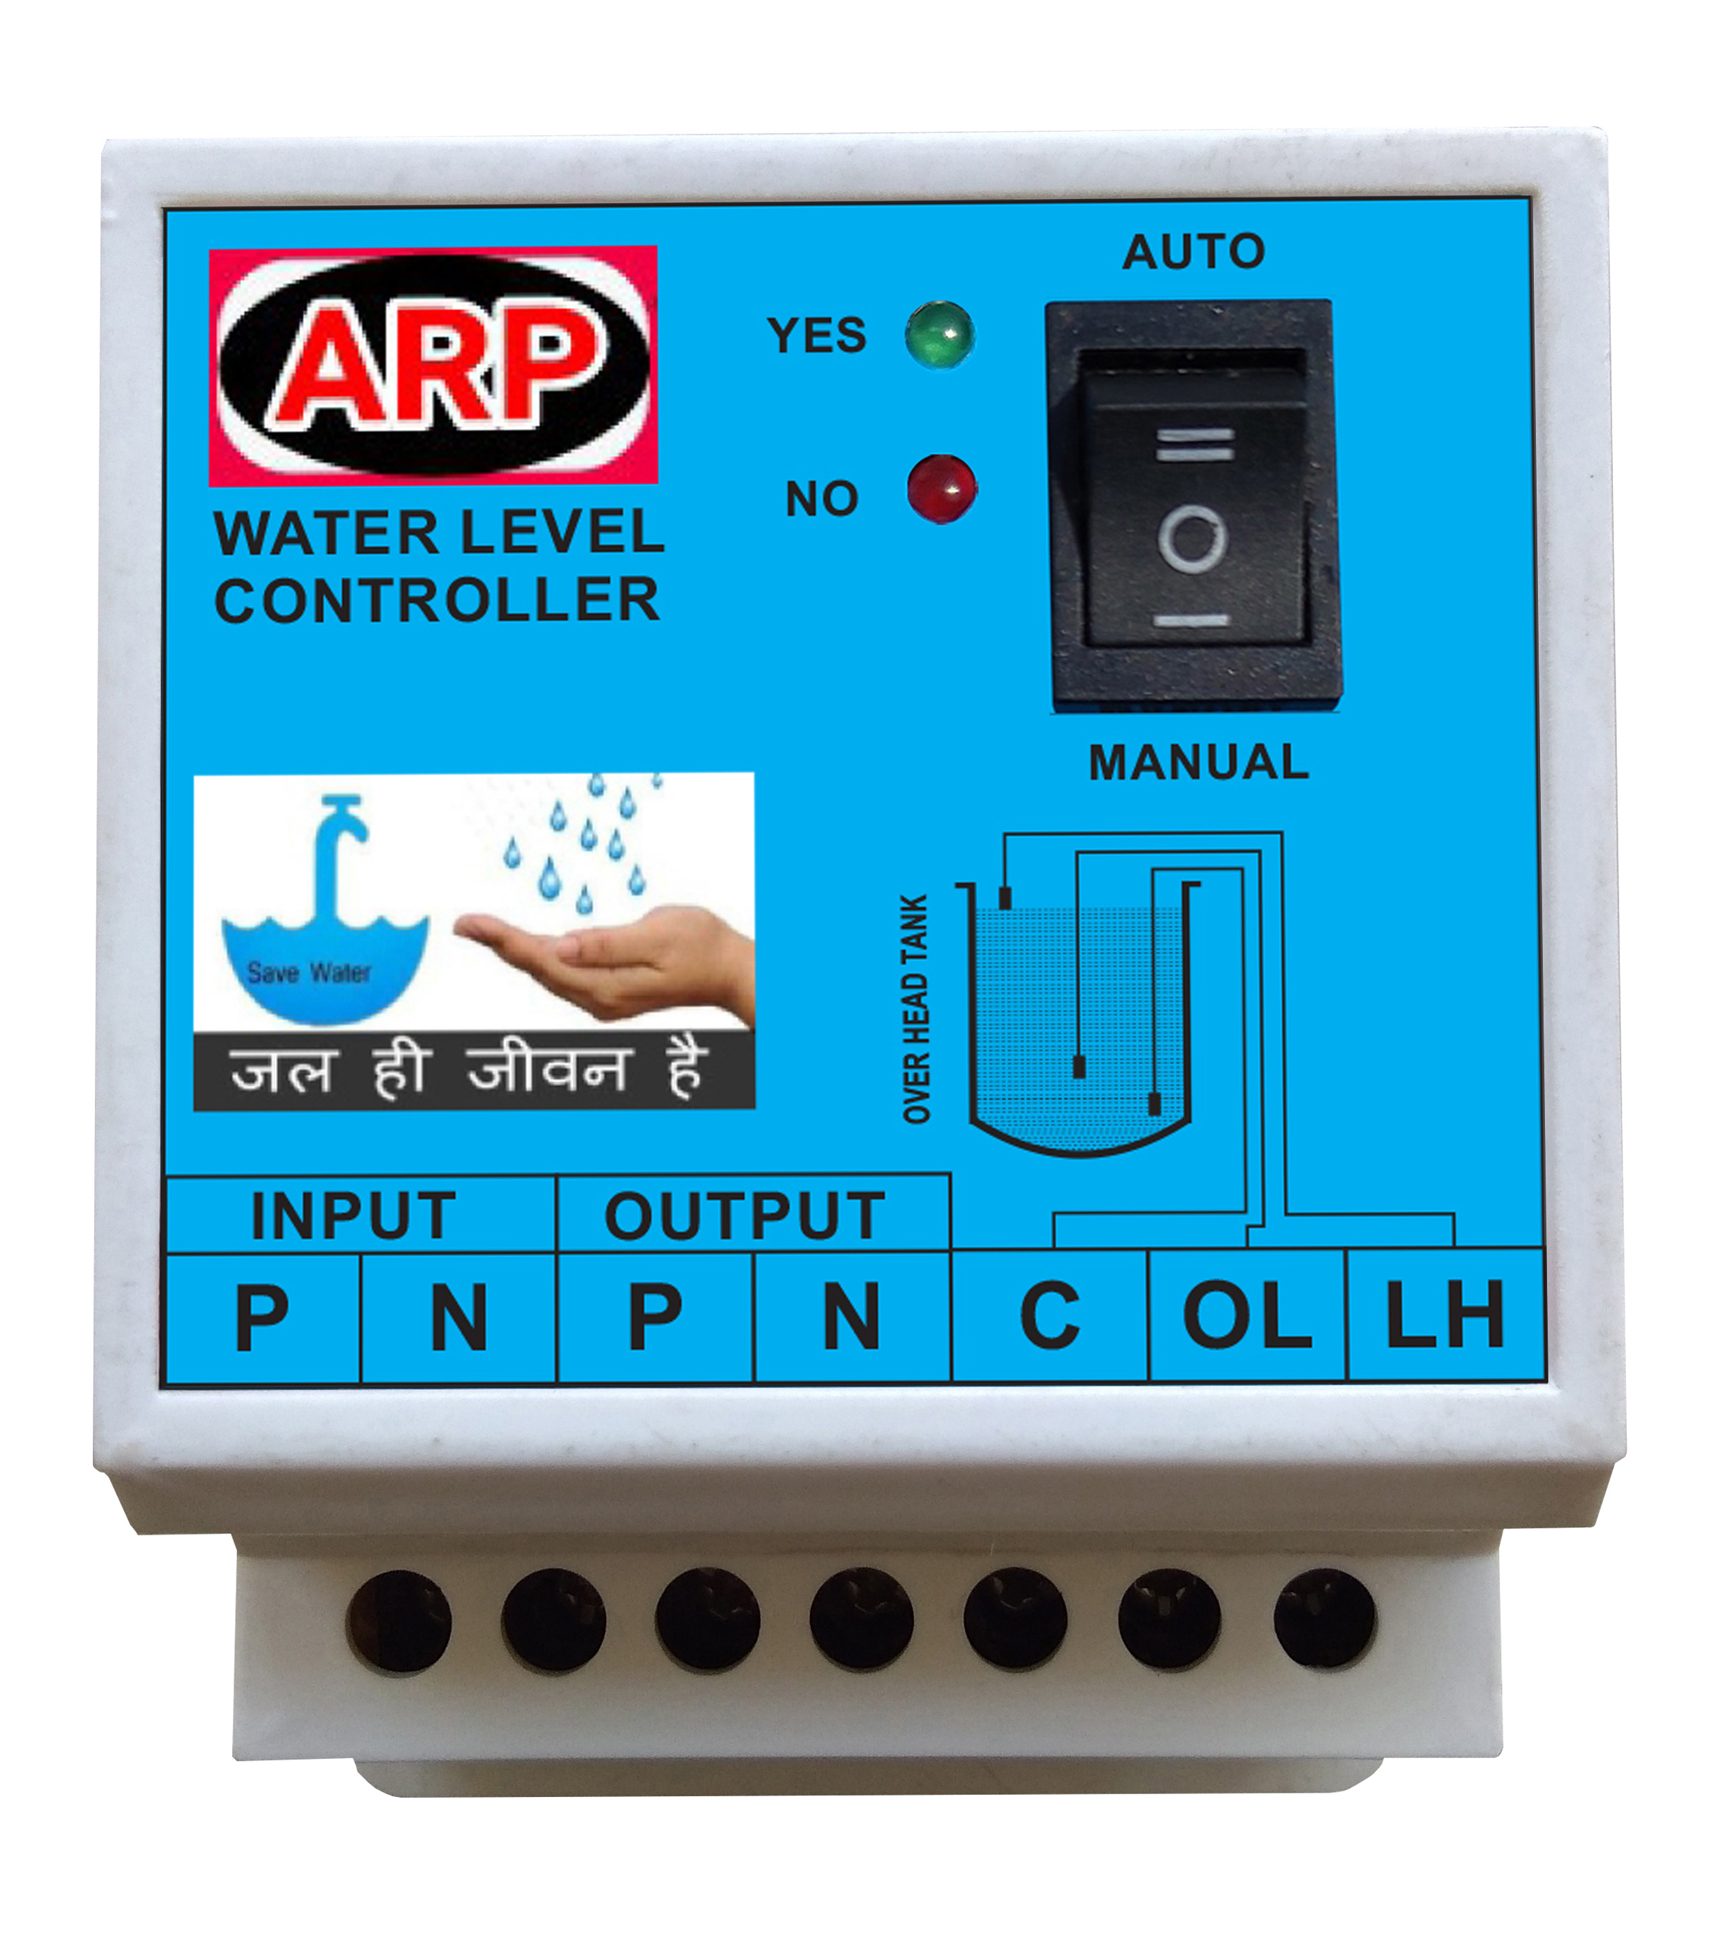 ARP
WATER LEVEL
CONTROLLER
AUTO
YES
NO
MANUAL
Save Water
जल ही जीवन है
OVER HEAD TANK
INPUT OUTPUT
P N P N C OL LH